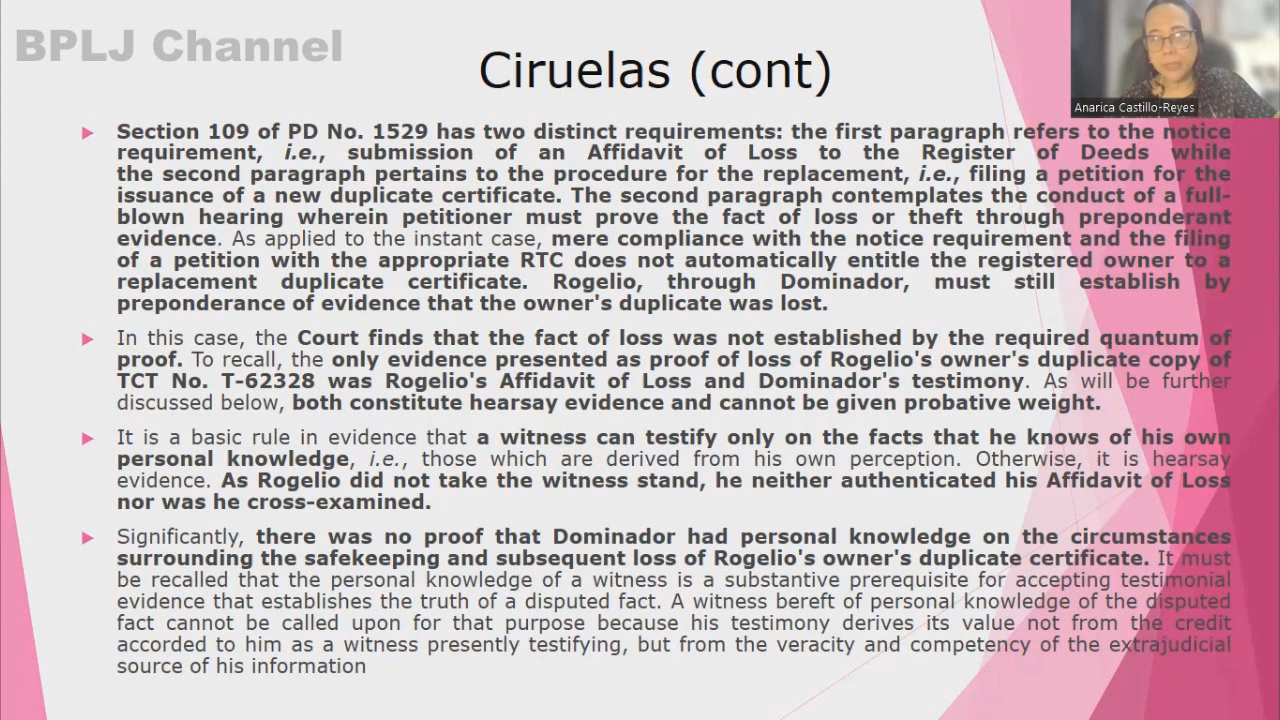 BPLJ Channel
Ciruelas (cont)
Anarica Castillo-Reyes
Section 109 of PD No. 1529 has two distinct requirements: the first paragraph refers to the notice
requirement, i.e., submission of an Affidavit of Loss to the Register of Deeds while
the second paragraph pertains to the procedure for the replacement, i.e., filing a petition for the
issuance of a new duplicate certificate. The second paragraph contemplates the conduct of a full-
blown hearing wherein petitioner must prove the fact of loss or theft through preponderant
evidence. As applied to the instant case, mere compliance with the notice requirement and the filing
of a petition with the appropriate RTC does not automatically entitle the registered owner to a
replacement duplicate certificate. Rogelio, through Dominador, must still establish by
preponderance of evidence that the owner's duplicate was lost.
In this case, the Court finds that the fact of loss was not established by the required quantum of
proof. To recall, the only evidence presented as proof of loss of Rogelio's owner's duplicate copy of
TCT No. T-62328 was Rogelio's Affidavit of Loss and Dominador's testimony. As will be further
discussed below, both constitute hearsay evidence and cannot be given probative weight.
It is a basic rule in evidence that a witness can testify only on the facts that he knows of his own
personal knowledge, i.e., those which are derived from his own perception. Otherwise, it is hearsay
evidence. As Rogelio did not take the witness stand, he neither authenticated his Affidavit of Loss
nor was he cross-examined.
Significantly, there was no proof that Dominador had personal knowledge on the circumstances
surrounding the safekeeping and subsequent loss of Rogelio's owner's duplicate certificate. It must
be recalled that the personal knowledge of a witness is a substantive prerequisite for accepting testimonial
evidence that establishes the truth of a disputed fact. A witness bereft of personal knowledge of the disputed
fact cannot be called upon for that purpose because his testimony derives its value not from the credit
accorded to him as a witness presently testifying, but from the veracity and competency of the extrajudicial
source of his information